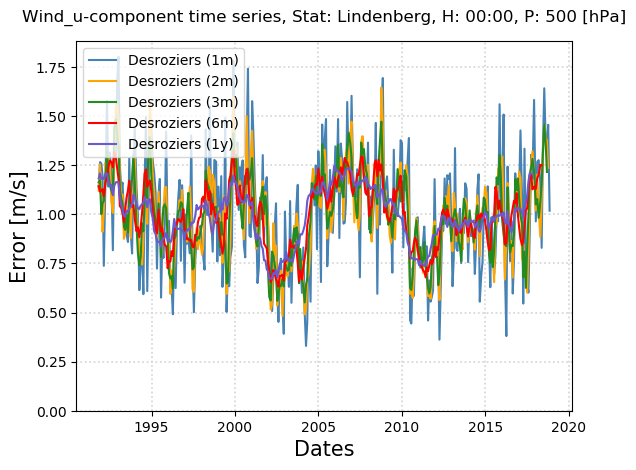 Wind_u-component time series, Stat: Lindenberg, H: 00:00, P: 500 [hPa]
Desroziers (1m)
Desroziers (2m)
Desroziers (3m)
Desroziers (6m)
Desroziers (1y)
1.75
1.50
1.25
1.00
0.75
0.50
0.25
0.00
Error [m/s]
1995
2000
2005
2010
2015
2020
Dates